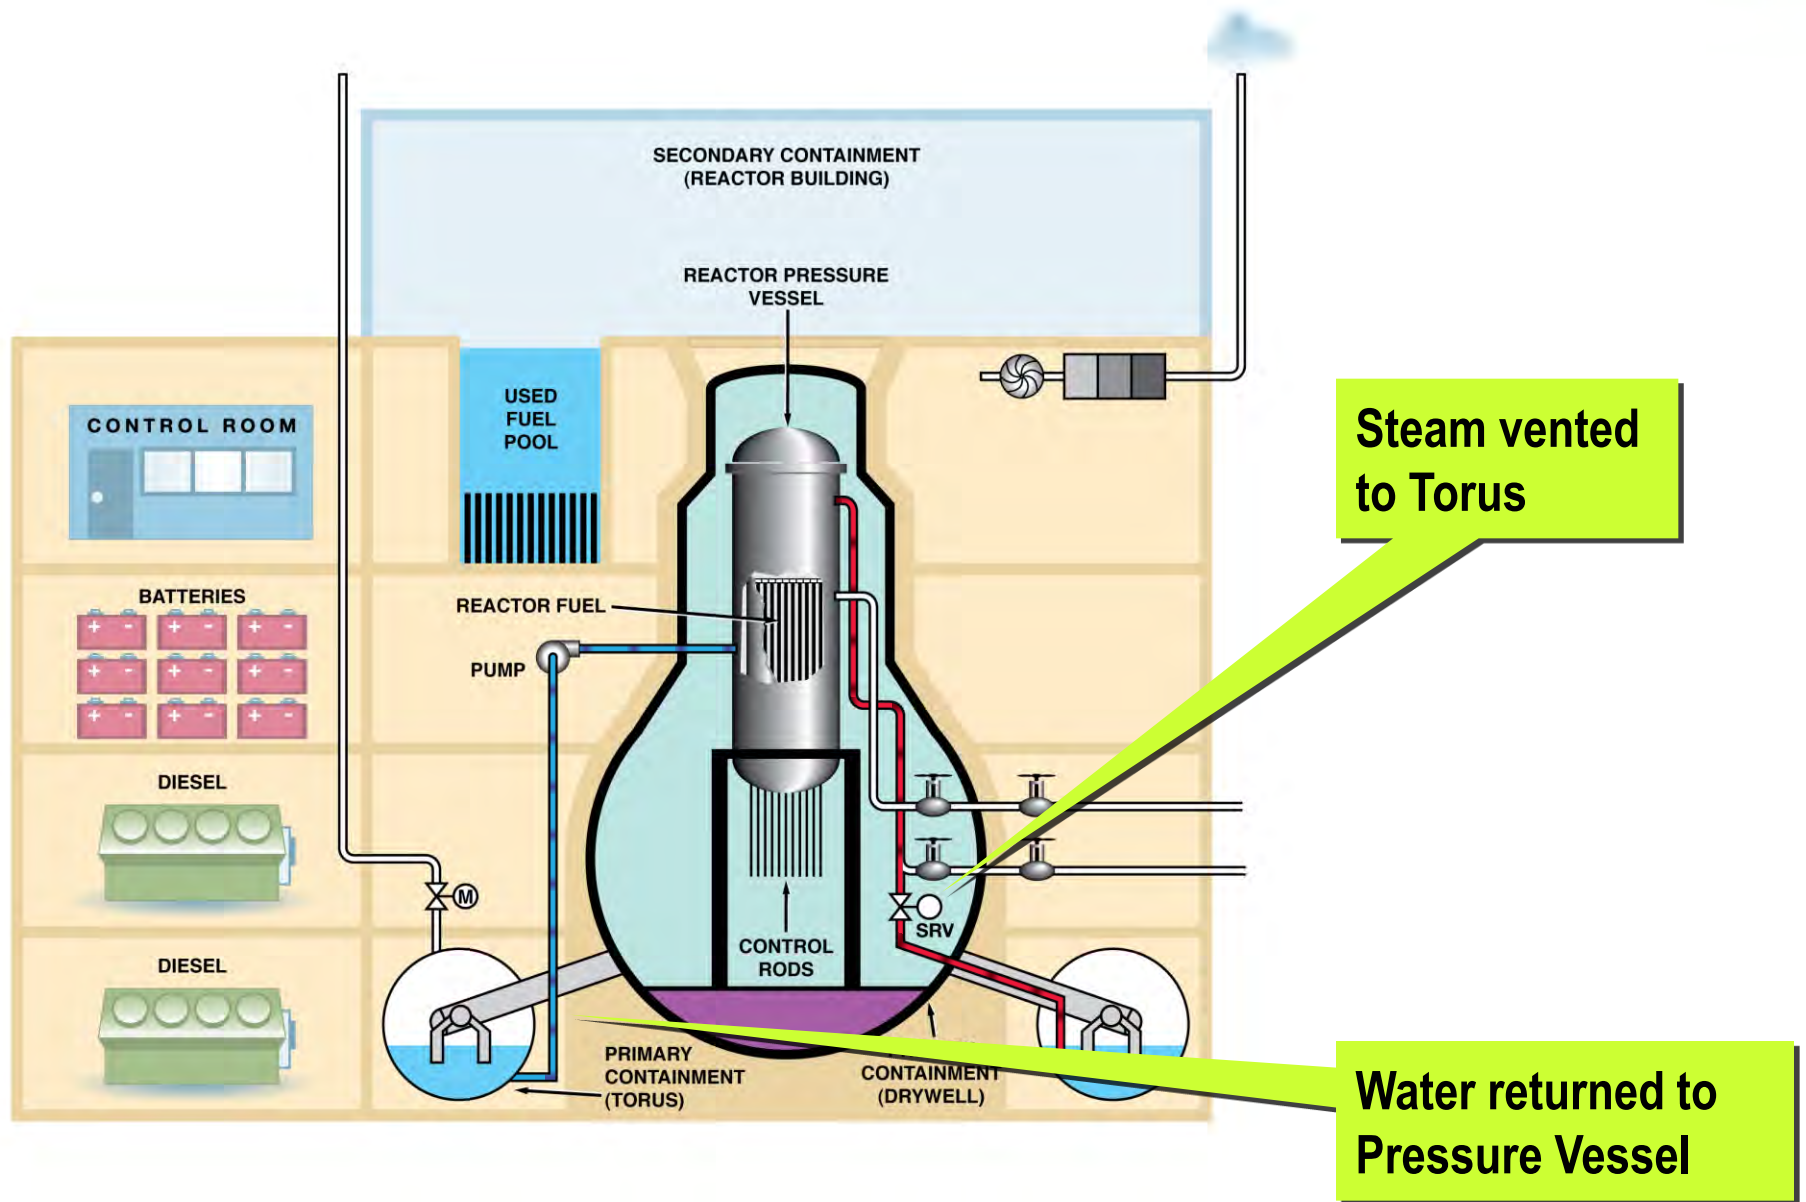 SECONDARY CONTAINMENT
(REACTOR BUILDING)
REACTOR PRESSURE
VESSEL
USED
FUEL
POOL
CONTROL ROOM
Steam vented
to Torus
BATTERIES
+ - + - + -
+ - + - + -
+ - + - + -
REACTOR FUEL
PUMP
DIESEL
M
SRV
CONTROL
RODS
DIESEL
PRIMARY
CONTAINMENT
(TORUS)
CONTAINMENT
(DRYWELL)
Water returned to
Pressure Vessel